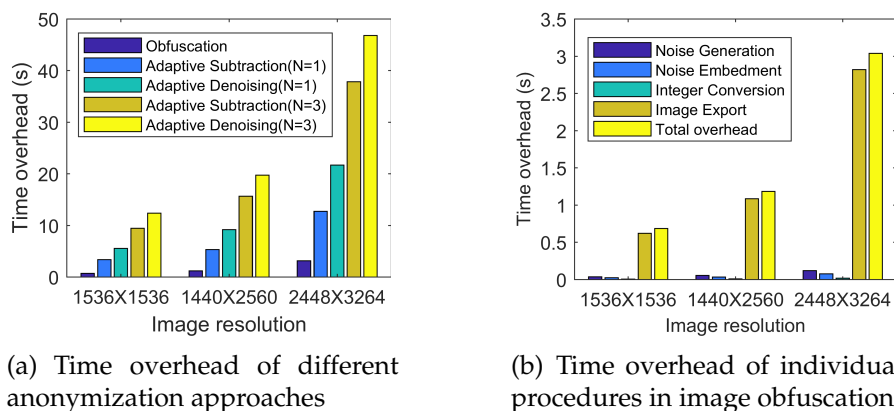 50
40
30
20
10
0
Time overhead (s)
Obfuscation
Adaptive Subtraction(N=1)
Adaptive Denoising(N=1)
Adaptive Subtraction(N=3)
Adaptive Denoising(N=3)
1536X1536 1440X2560 2448X3264
Image resolution
(a) Time overhead of different
anonymization approaches
3.5
3
2.5
2
1.5
1
0.5
0
Time overhead (s)
Noise Generation
Noise Embedment
Integer Conversion
Image Export
Total overhead
1536X1536 1440X2560 2448X3264
Image resolution
(b) Time overhead of individua
procedures in image obfuscation